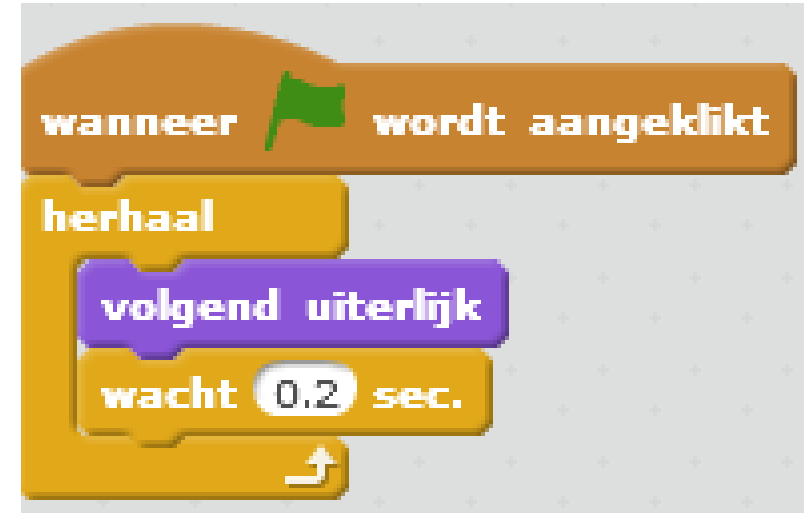 wanneer wordt aangeklikt
herhaal
volgend uiterlijk
wacht 0.2 sec.